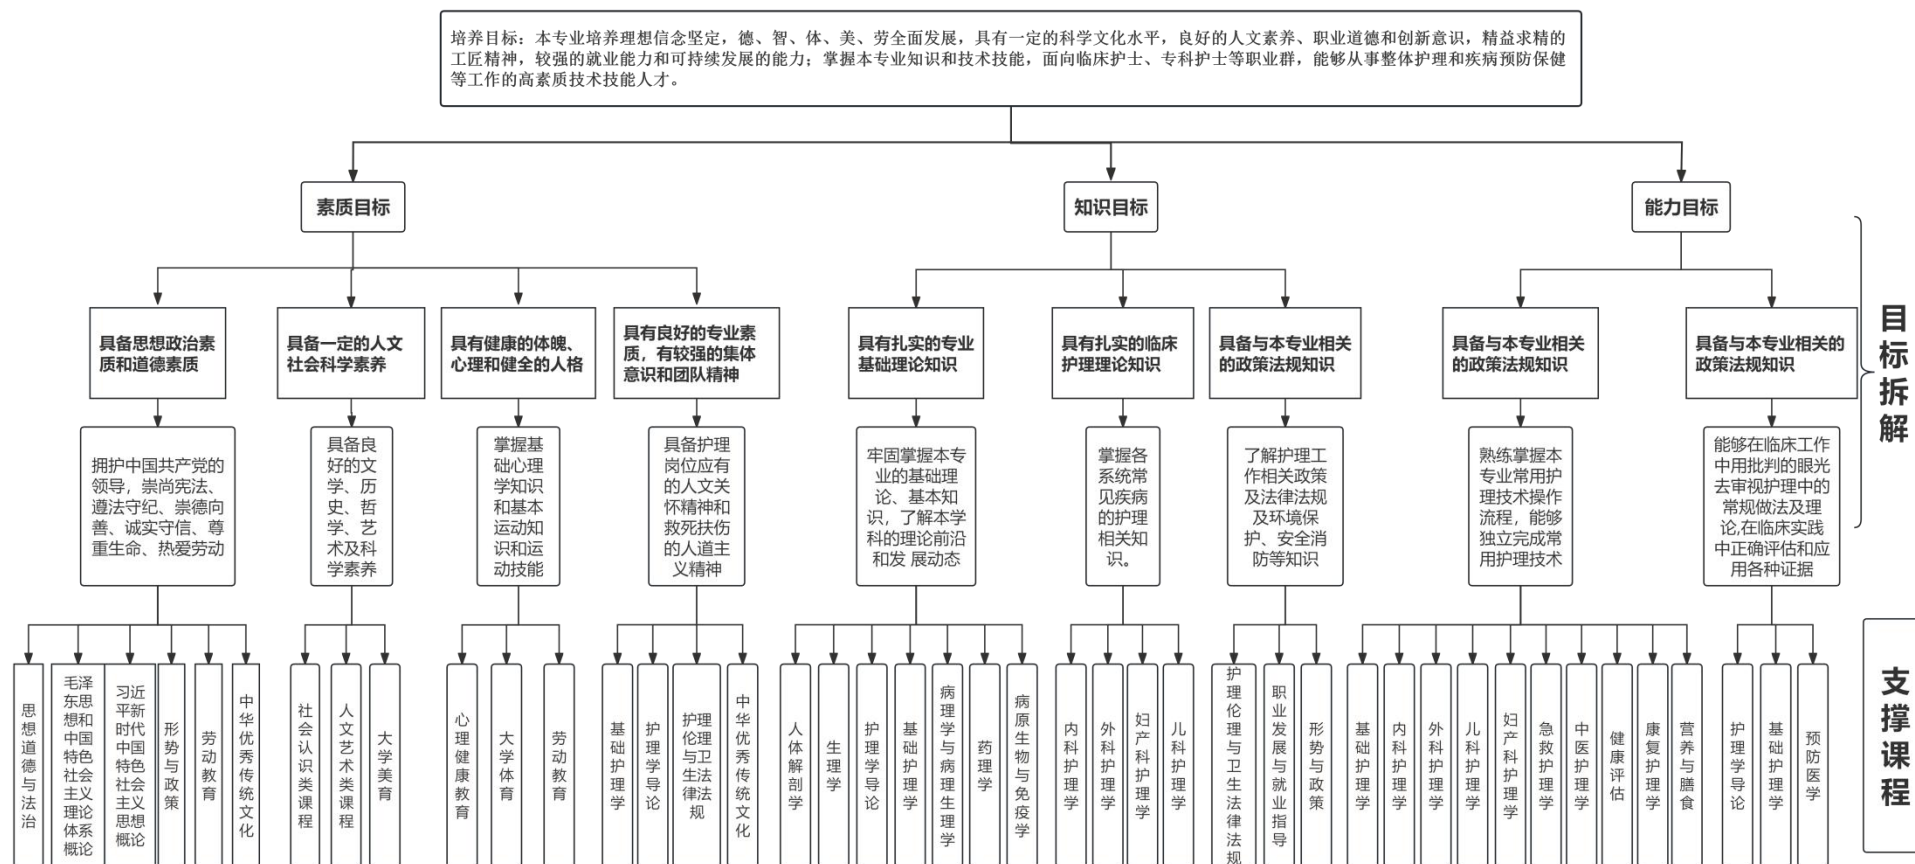 培养目标：本专业培养理想信念坚定，德、智、体、美、劳全面发展，具有一定的科学文化水平，良好的人文素养、职业道德和创新意识，精益求精的
工匠精神，较强的就业能力和可持续发展的能力；掌握本专业知识和技术技能，面向临床护士、专科护士等职业群，能够从事整体护理和疾病预防保健
等工作的高素质技术技能人才。
素质目标
知识目标
能力目标
具备思想政治素
质和道德素质
具备一定的人文
社会科学素养
具有健康的体魄、
心理和健全的人格
具有良好的专业素
质，有较强的集体
意识和团队精神
具有扎实的专业
基础理论知识
具有扎实的临床
护理理论知识
具备与本专业相关
的政策法规知识
具备与本专业相关
的政策法规知识
具备与本专业相关的
政策法规知识
目标拆解
拥护中国共产党的
领导，崇尚宪法、
遵法守纪、崇德向
善、诚实守信、尊
重生命、热爱劳动
具备良
好的文
学、历
史、哲
学、艺
术及科
学素养
掌握基
础心理
学知识
和基本
运动知
识和运
动技能
具备护理
岗位应有
的人文关
怀精神和
救死扶伤
的人道主
义精神
牢固掌握本专
业的基础理
论、基本知
识，了解本学
科的理论前沿
和发 展动态
掌握各
系统常
见疾病
的护理
相关知
识。
了解护理工
作相关政策
及法律法规
及环境保
护、安全消
防等知识
熟练掌握本
专业常用护
理技术操作
流程，能够
独立完成常
用护理技术
能够在临床工作
中用批判的眼光
去审视护理中的
常规做法及理
论,在临床实践
中正确评估和应
用各种证据
思想道德与法治
毛泽
东思
想和
中国
特色
社会
主义
理论
体系
概论
习近
平新
时代
中国
特色
社会
主义
思想
概论
形势与政策
劳动教育
中华优秀传统文化
社会认识类课程
人文艺术类课程
大学美育
心理健康教育
大学体育
劳动教育
基础护理学
护理学导论
护理
伦理
与卫
生法
律法
规
中华优秀传统文化
人体解剖学
生理学
护理学导论
基础护理学
病理学与病理生理学
药理学
病原生物与免疫学
内科护理学
外科护理学
妇产科护理学
儿科护理学
护理伦理与卫生法律法规
职业发展与就业指导
形势与政策
基础护理学
内科护理学
外科护理学
儿科护理学
妇产科护理学
急救护理学
中医护理学
健康评估
康复护理学
营养与膳食
护理学导论
基础护理学
预防医学
支撑课程